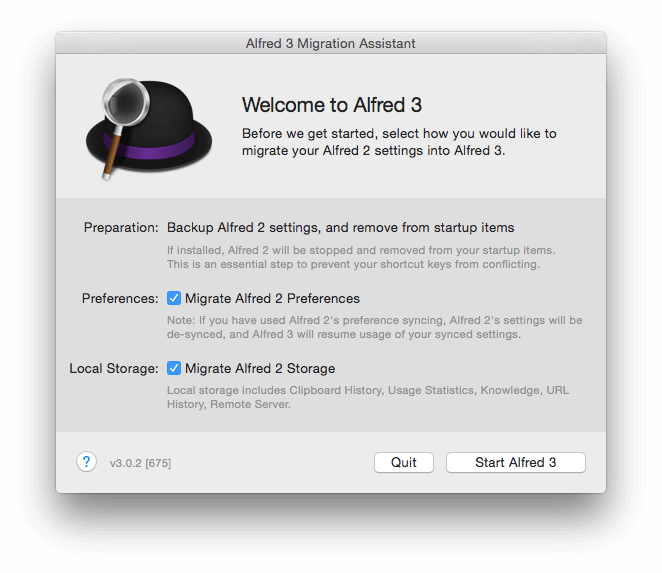 Alfred 3 Migration Assistant
Welcome to Alfred 3
Before we get started, select how you would like to
migrate your Alfred 2 settings into Alfred 3.
Preparation: Backup Alfred 2 settings, and remove from startup items
If installed, Alfred 2 will be stopped and removed from your startup items.
This is an essential step to prevent your shortcut keys from conflicting.
Preferences: Migrate Alfred 2 Preferences
Note: If you have used Alfred 2's preference syncing, Alfred 2's settings will be
de-synced, and Alfred 3 will resume usage of your synced settings.
Local Storage: Migrate Alfred 2 Storage
Local storage includes Clipboard History, Usage Statistics, Knowledge, URL
History, Remote Server.
? v3.0.2 [675] Quit Start Alfred 3